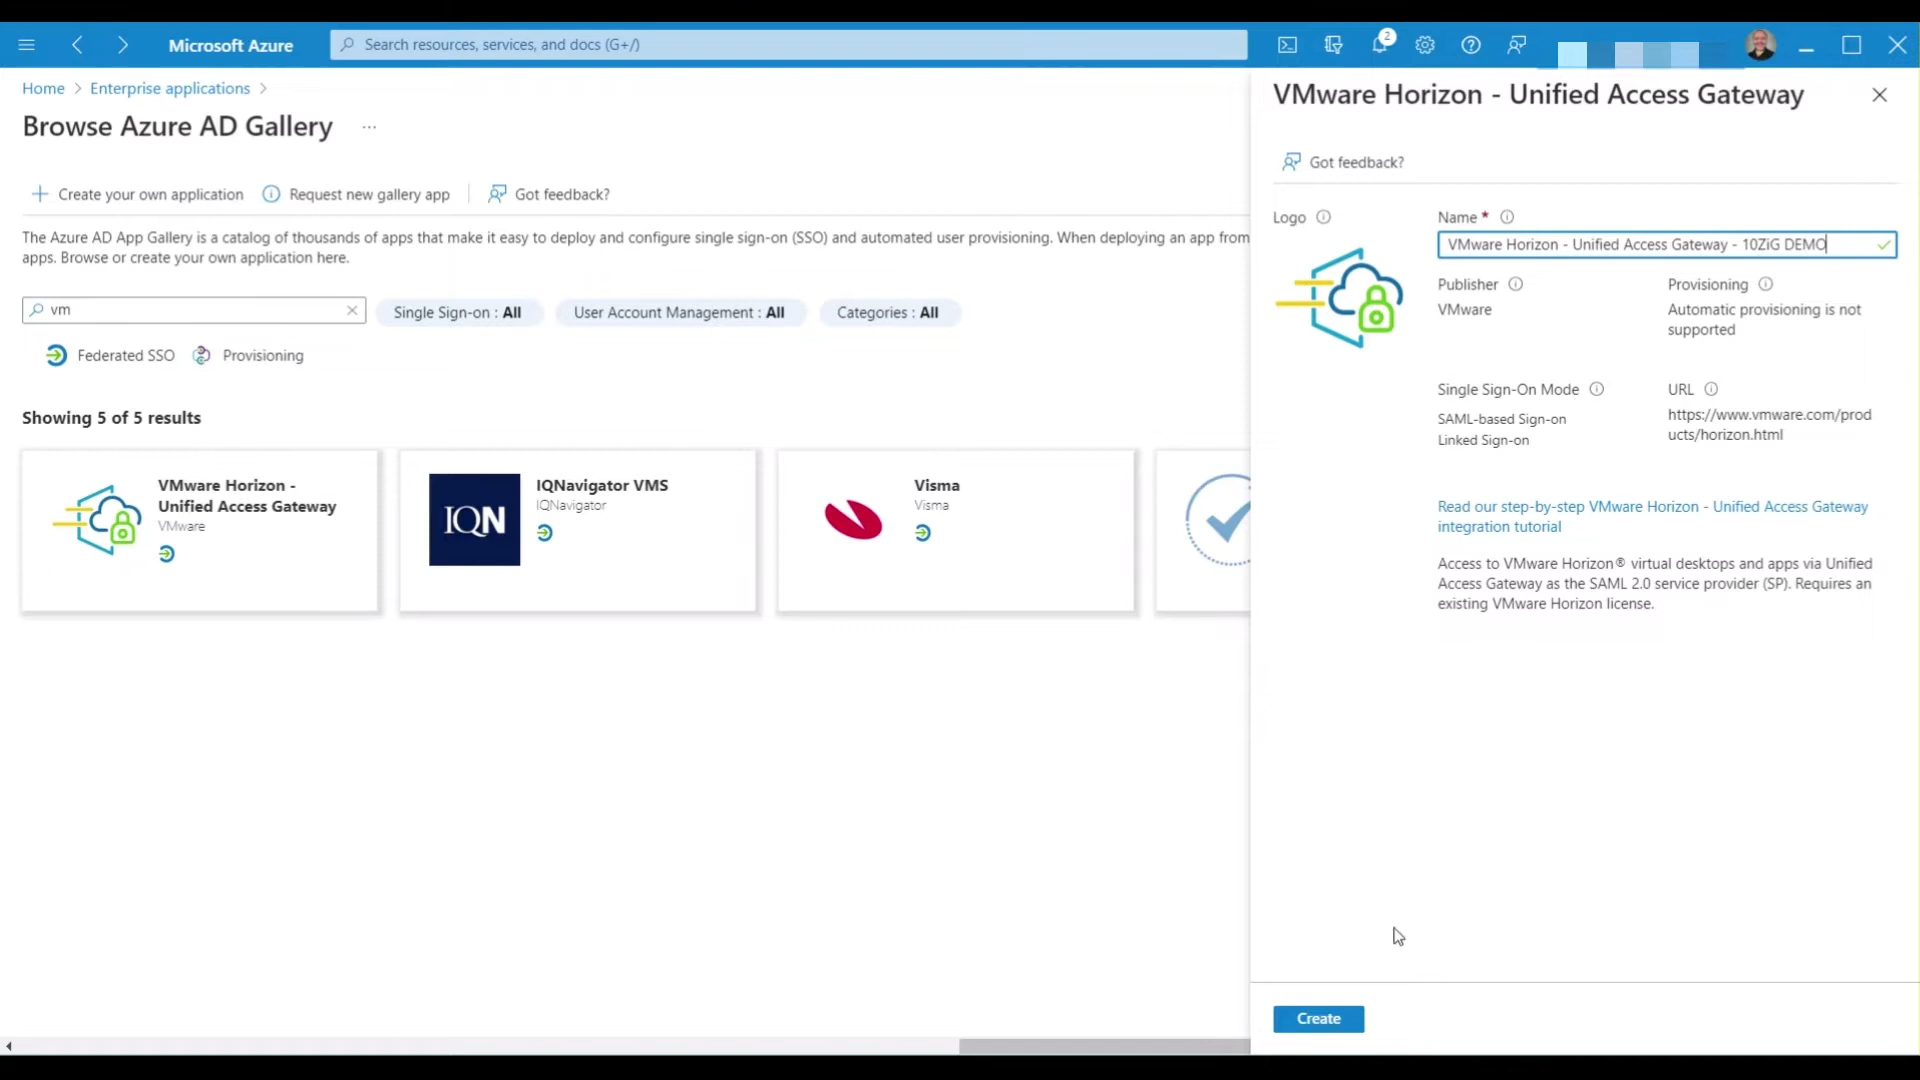 Microsoft Azure
Search resources, services, and docs (G+/)
2
Home
Enterprise applications
Browse Azure AD Gallery
...
Create your own application
Request new gallery app
Got feedback?
The Azure AD App Gallery is a catalog of thousands of apps that make it easy to deploy and configure single sign-on (SSO) and automated user provisioning. When deploying an app from
apps. Browse or create your own application here.
vm
Single Sign-on : All
User Account Management : All
Categories : All
Federated SSO
Provisioning
Showing 5 of 5 results
VMware Horizon -
Unified Access Gateway
VMware
IQN
IQNavigator VMS
IQNavigator
Visma
Visma
VMware Horizon - Unified Access Gateway
Got feedback?
Logo
Name *
VMware Horizon - Unified Access Gateway - 10ZiG DEMO
Publisher
VMware
Provisioning
Automatic provisioning is not
supported
Single Sign-On Mode
SAML-based Sign-on
Linked Sign-on
URL
https://www.vmware.com/prod
ucts/horizon.html
Read our step-by-step VMware Horizon - Unified Access Gateway
integration tutorial
Access to VMware Horizon® virtual desktops and apps via Unified
Access Gateway as the SAML 2.0 service provider (SP). Requires an
existing VMware Horizon license.
Create